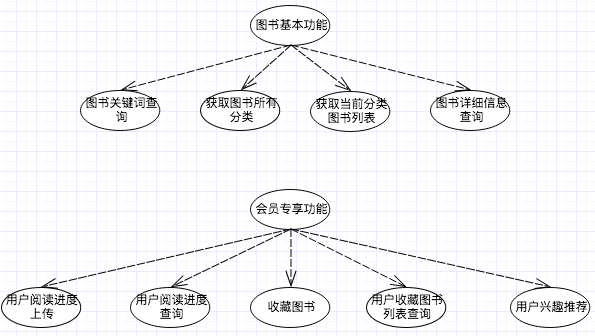 图书基本功能
图书关键词查
询
获取图书所有
分类
获取当前分类
图书列表
图书详细信息
查询
会员专享功能
用户阅读进度
上传
用户阅读进度
查询
收藏图书
用户收藏图书
列表查询
用户兴趣推荐